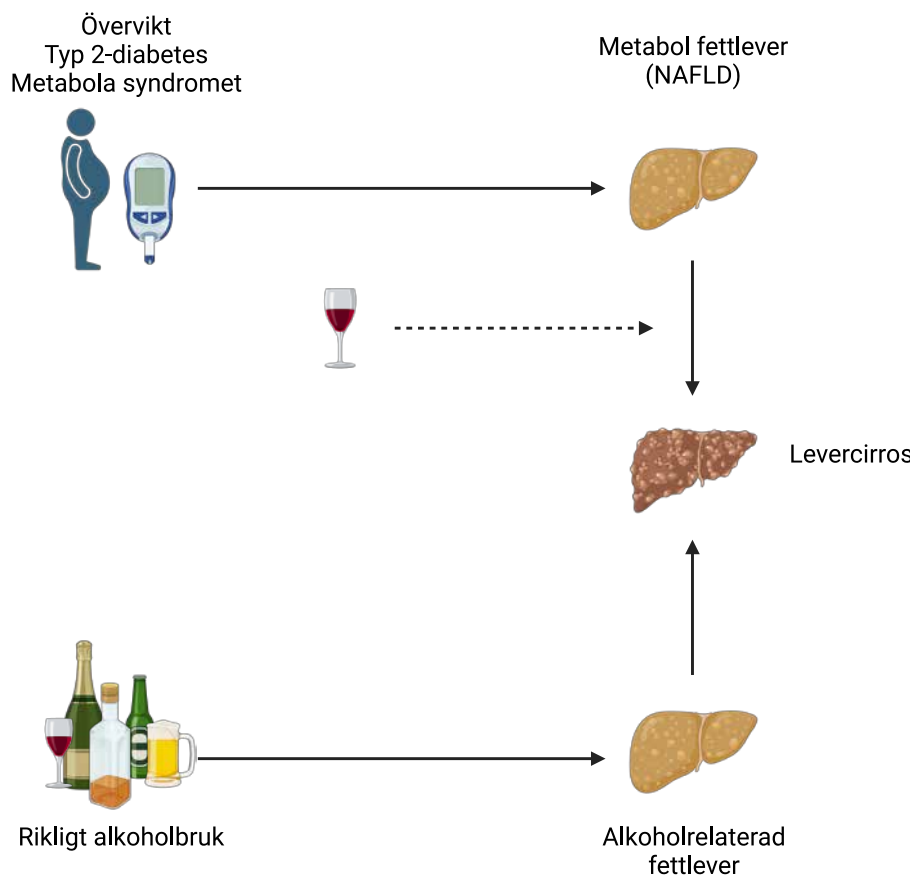 Övervikt
Typ 2-diabetes
Metabola syndromet
Metabol fettlever
(NAFLD)
Levercirros
Rikligt alkoholbruk
Alkoholrelaterad
fettlever